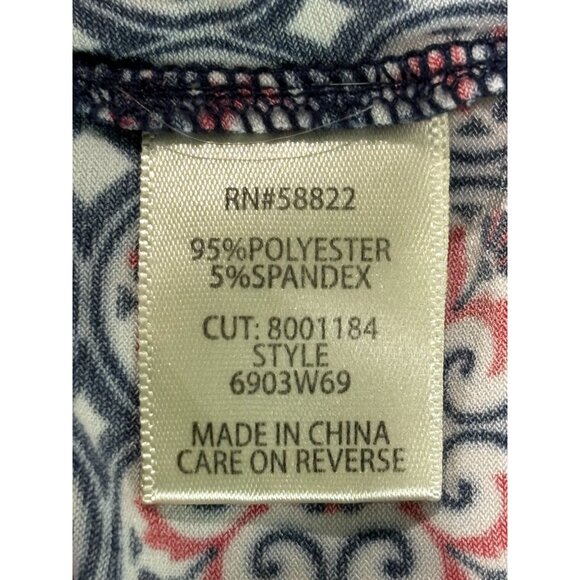 RN#58822
95%POLYESTER
5%SPANDEX
CUT: 8001184
STYLE
6903W69
MADE IN CHINA
CARE ON REVERSE